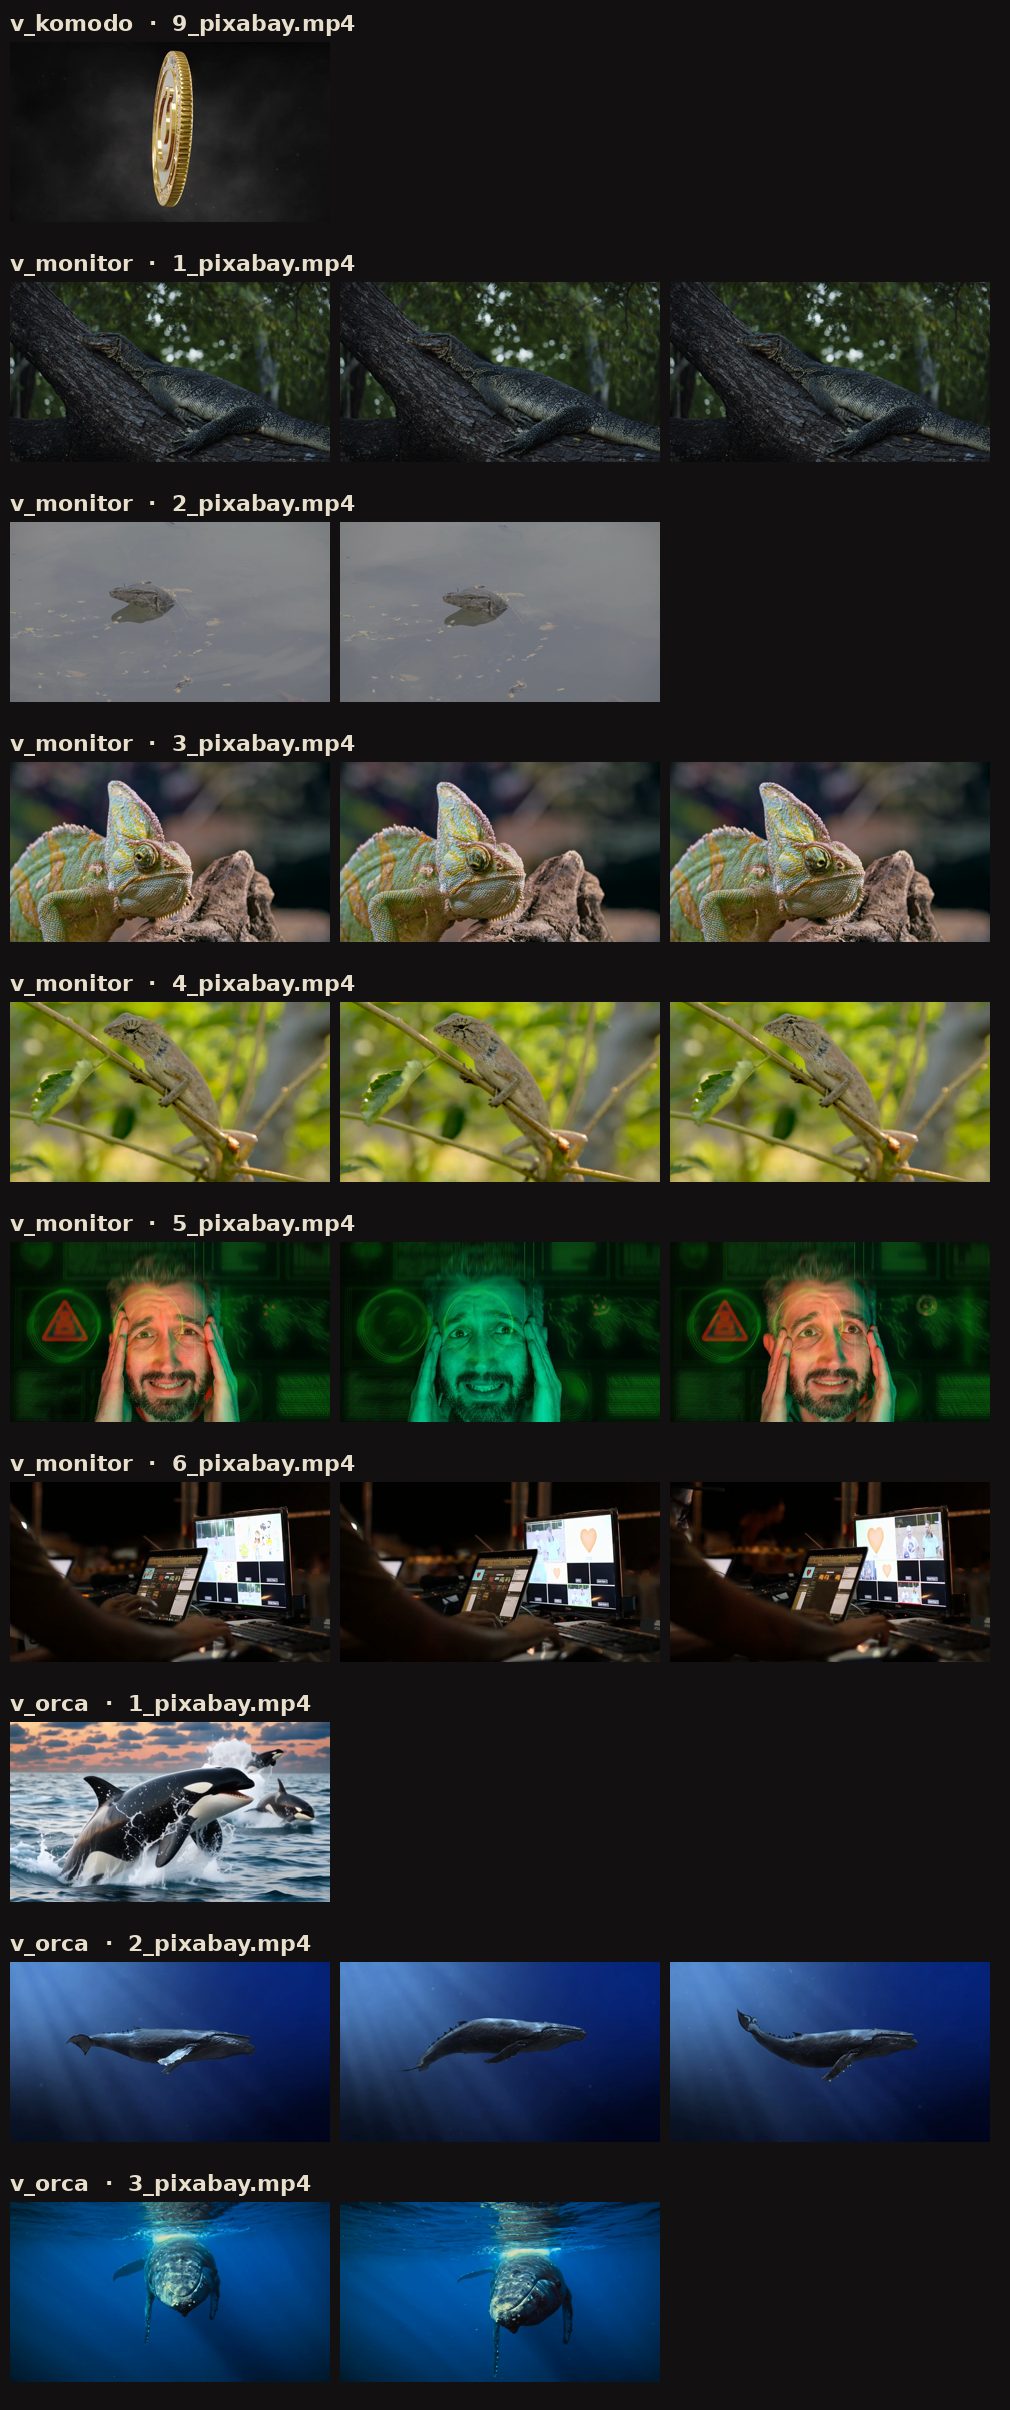 v_komodo · 9_pixabay.mp4
v_monitor · 1_pixabay.mp4
v_monitor · 2_pixabay.mp4
v_monitor · 3_pixabay.mp4
v_monitor · 4_pixabay.mp4
v_monitor · 5_pixabay.mp4
v_monitor · 6_pixabay.mp4
v_orca · 1_pixabay.mp4
v_orca · 2_pixabay.mp4
v_orca · 3_pixabay.mp4